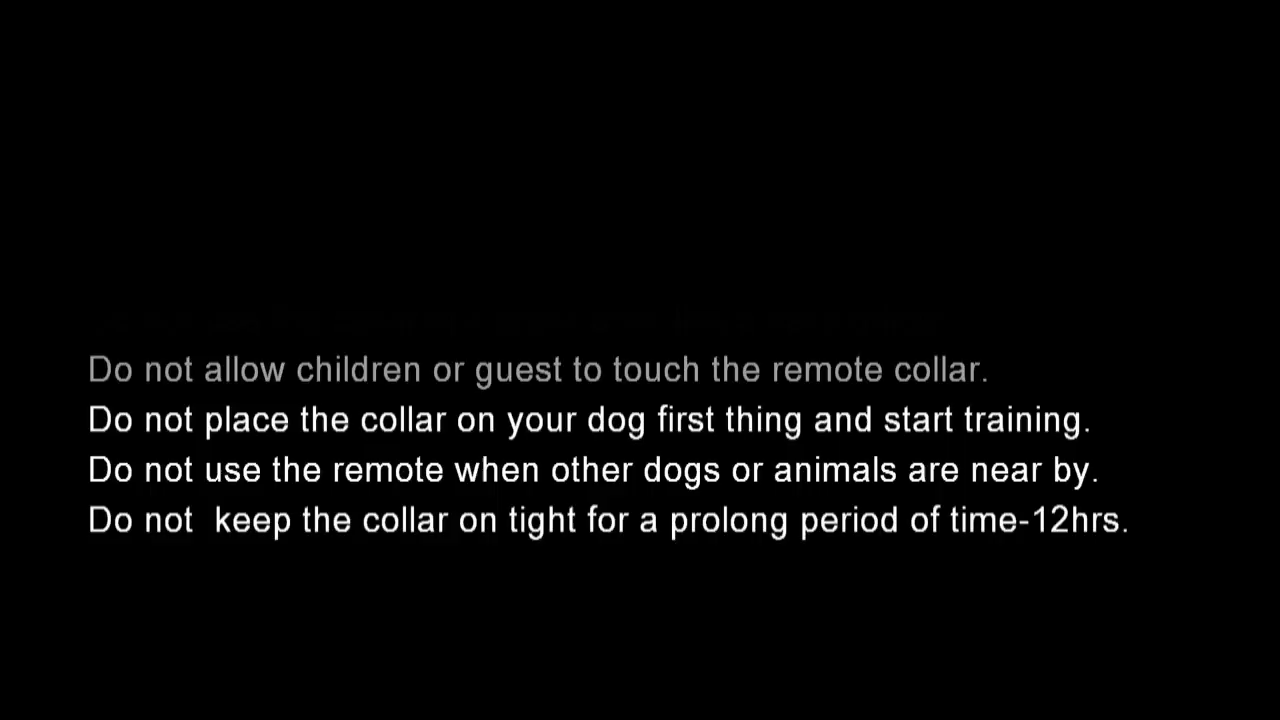 Do not allow children or guest to touch the remote collar.
Do not place the collar on your dog first thing and start training.
Do not use the remote when other dogs or animals are near by.
Do not  keep the collar on tight for a prolong period of time-12hrs.